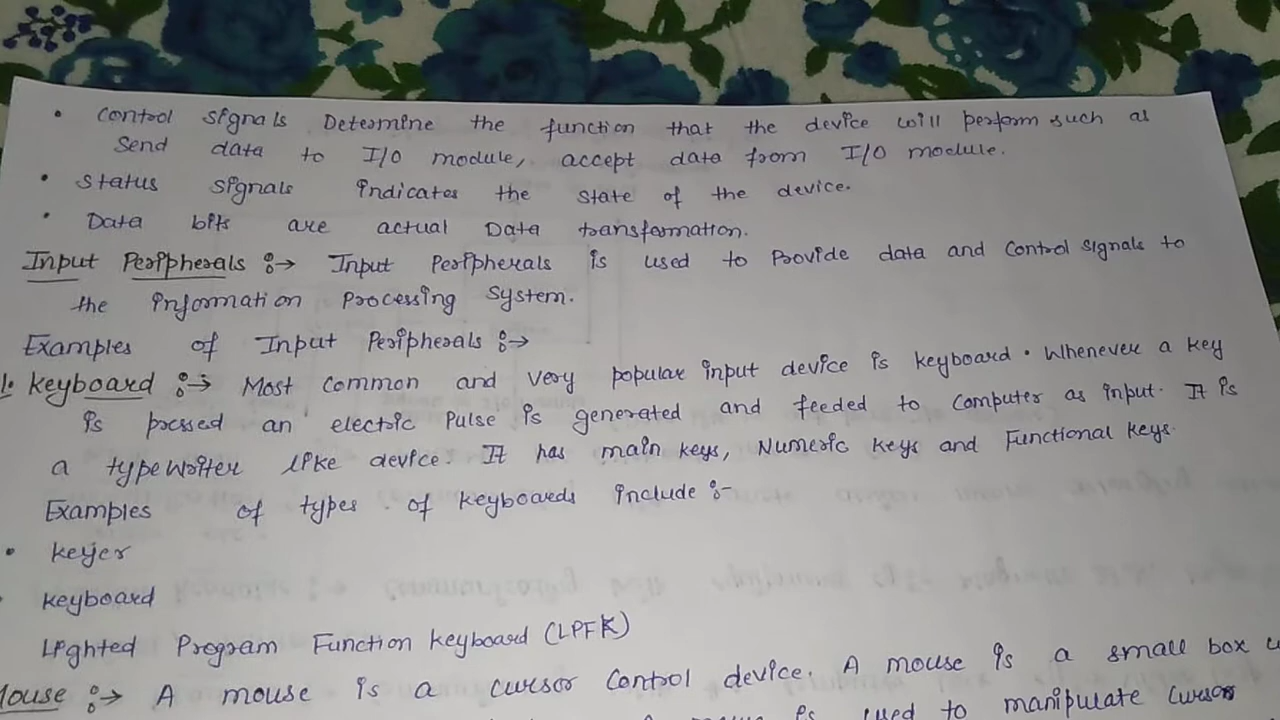 • Control signals Determine the function that the device will perform such as
send data to I/O module, accept data from I/O module.
• Status signals indicates the state of the device.
• Data bits are actual Data transformation.
Input Peripherals :→ Input Peripherals is used to Provide data and Control signals to
the information Processing System.
Examples of Input Peripherals :→
1. Keyboard :→ Most Common and very popular input device is keyboard. Whenever a key
is pressed an electric Pulse is generated and feeded to Computer as input. It is
a typewriter like device. It has main keys, Numeric keys and Functional keys.
Examples of types of keyboards include :-
• Keyer
• Keyboard
Lighted Program Function Keyboard (LPFK)
Mouse :→ A mouse is a cursor control device. A mouse is a small box
used to manipulate Cursor